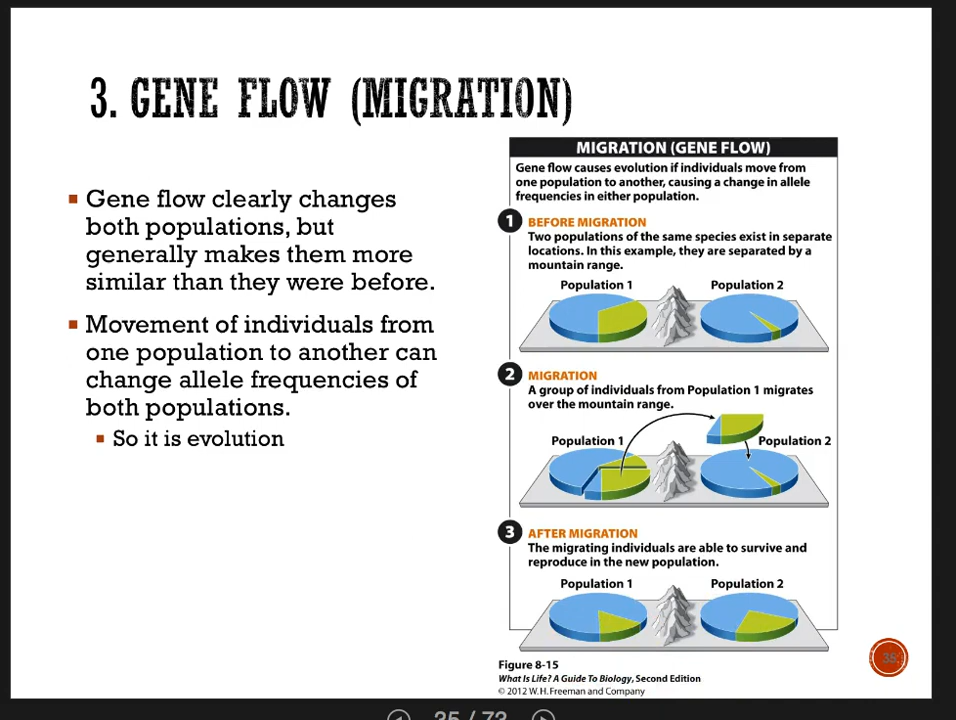 3. GENE FLOW (MIGRATION)
▪ Gene flow clearly changes
both populations, but
generally makes them more
similar than they were before.
▪ Movement of individuals from
one population to another can
change allele frequencies of
both populations.
▪ So it is evolution
MIGRATION (GENE FLOW)
Gene flow causes evolution if individuals move from
one population to another, causing a change in allele
frequencies in either population.
1 BEFORE MIGRATION
Two populations of the same species exist in separate
locations. In this example, they are separated by a
mountain range.
Population 1 Population 2
2 MIGRATION
A group of individuals from Population 1 migrates
over the mountain range.
Population 1 Population 2
3 AFTER MIGRATION
The migrating individuals are able to survive and
reproduce in the new population.
Population 1 Population 2
Figure 8-15
What Is Life? A Guide To Biology, Second Edition
© 2012 W. H. Freeman and Company
35 / 73